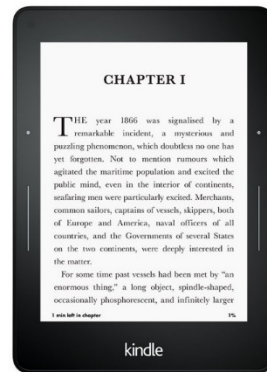 CHAPTER I
THE year 1866 was signalised by a
remarkable incident, a mysterious and
puzzling phenomenon, which doubtless no one has
yet forgotten. Not to mention rumours which
agitated the maritime population and excited the
public mind, even in the interior of continents,
seafaring men were particularly excited. Merchants,
common sailors, captains of vessels, skippers, both
of Europe and America, naval officers of all
countries, and the Governments of several States
on the two continents, were deeply interested in
the matter.
For some time past vessels had been met by "an
enormous thing," a long object, spindle-shaped,
occasionally phosphorescent, and infinitely larger
1 min left in chapter 1%
kindle